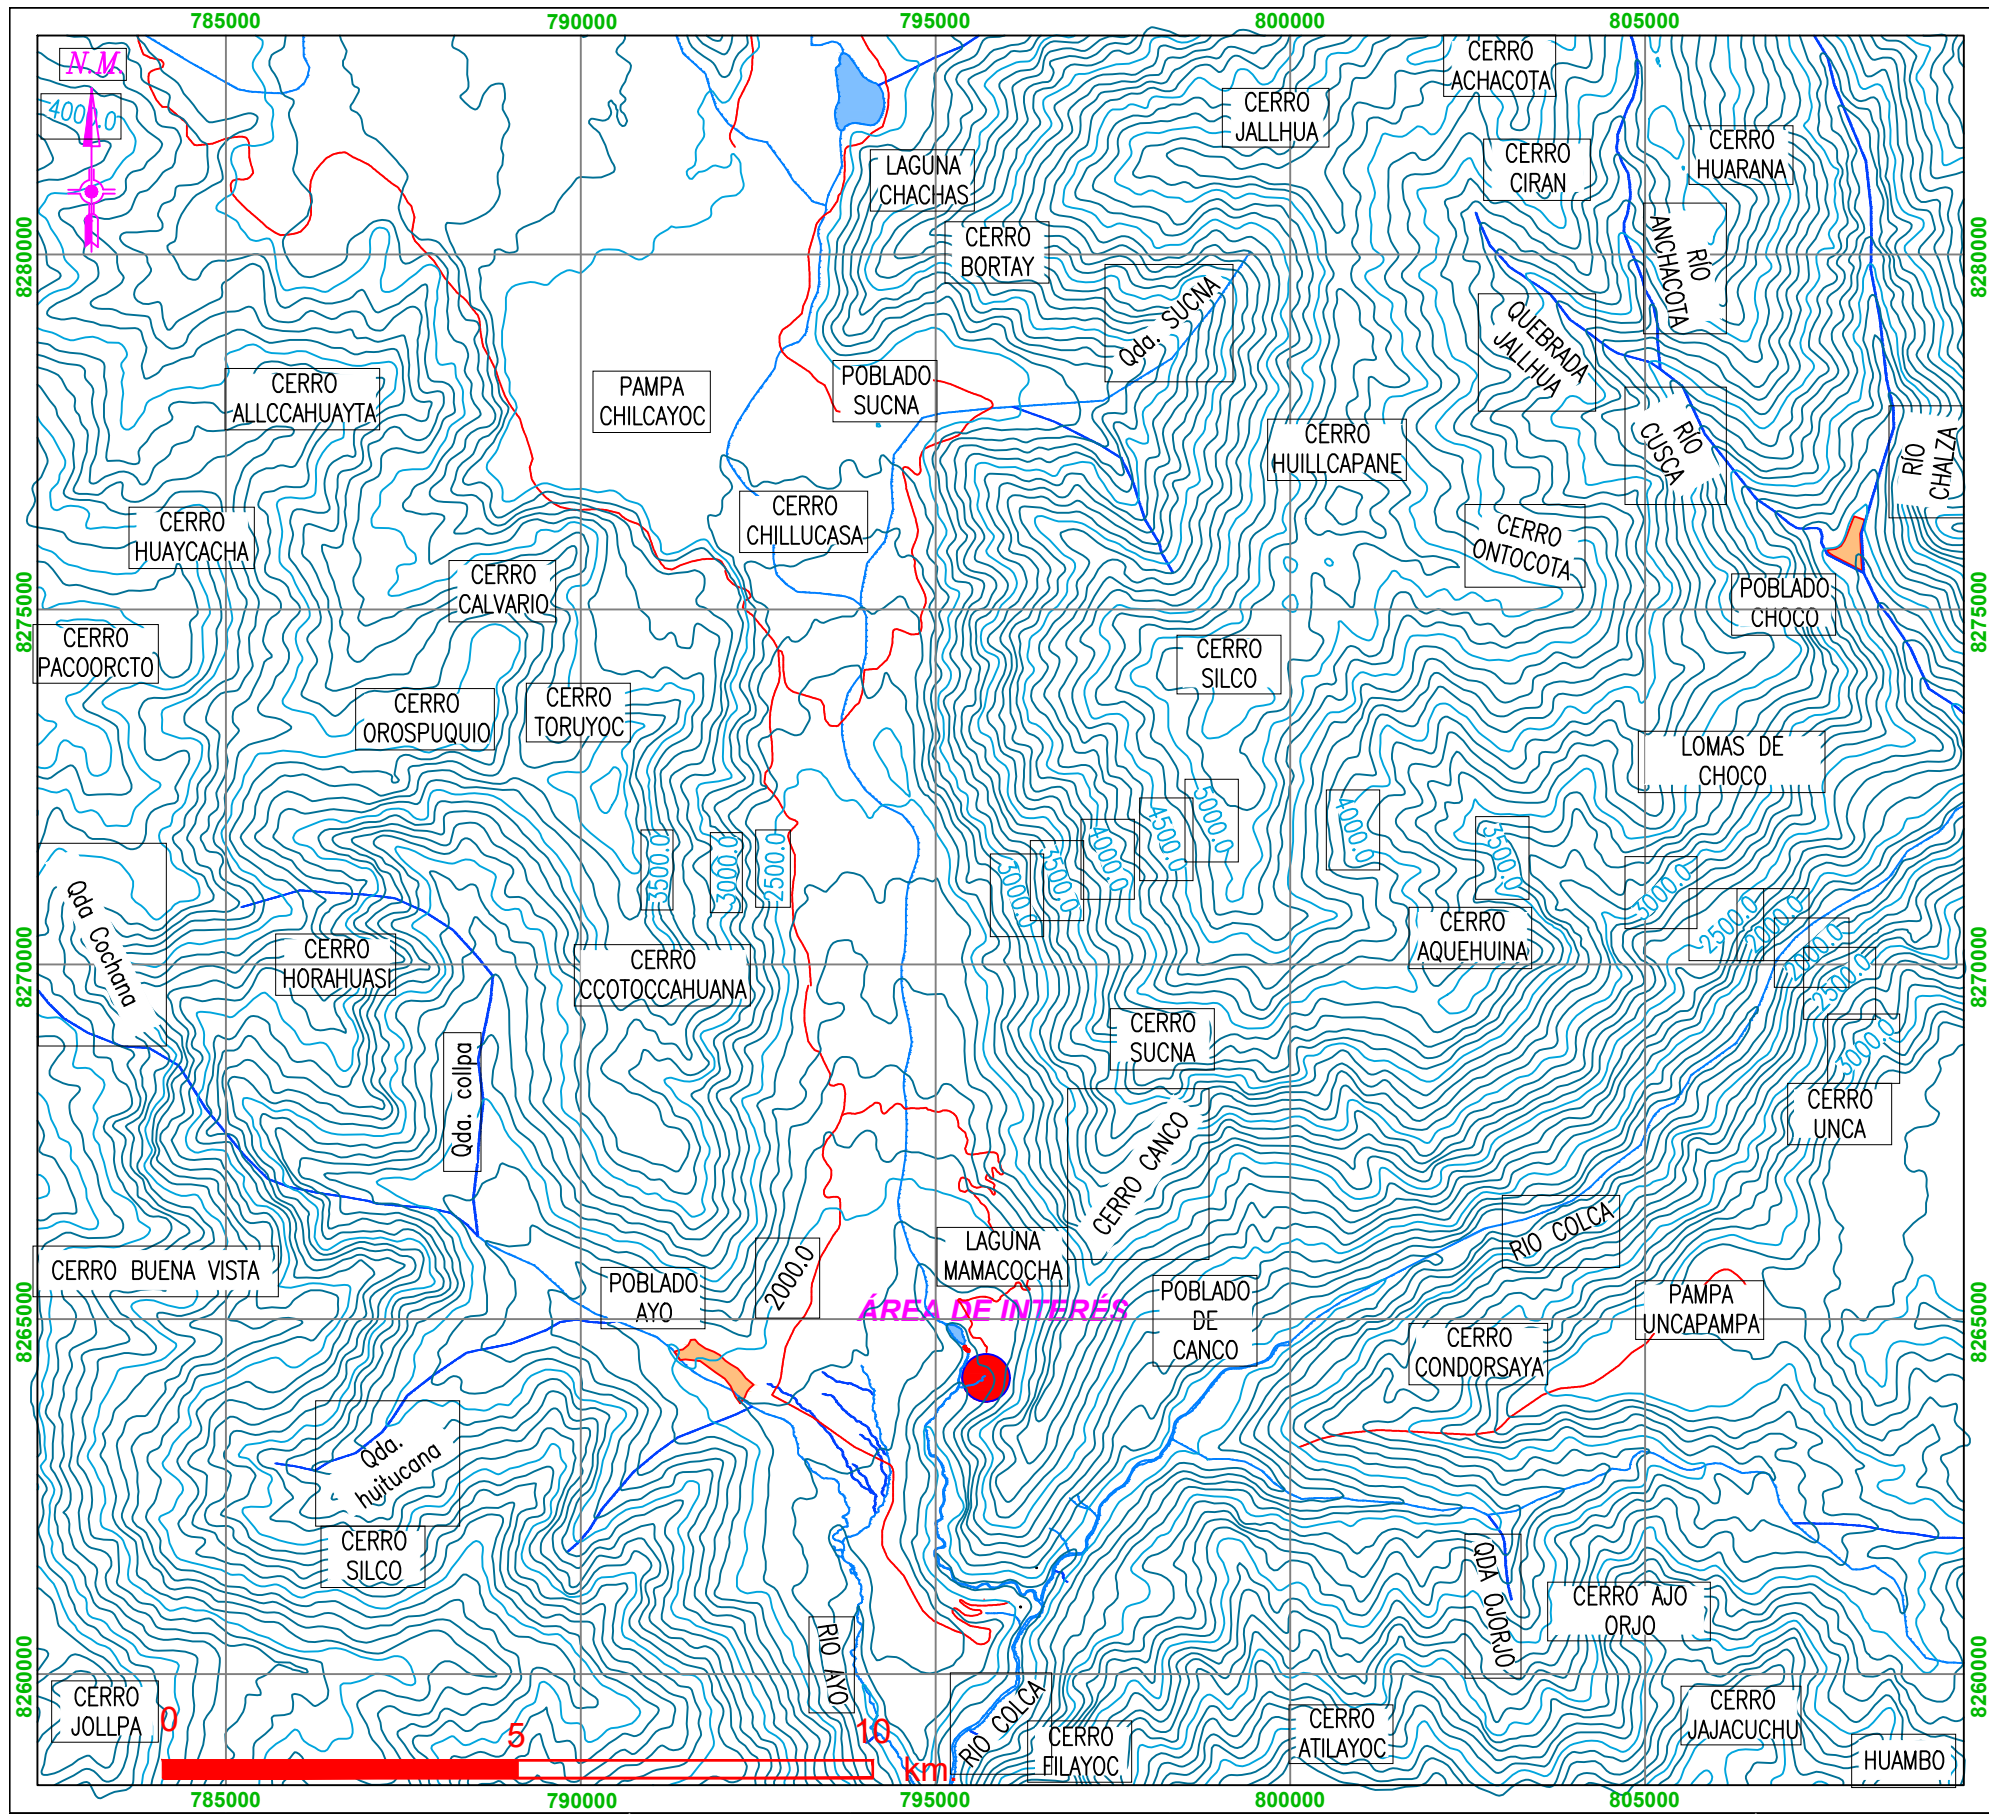 785000
790000
795000
800000
805000
N.M.
4000.0
CERRO
ACHACOTA
CERRO
JALLHUA
CERRO
CIRAN
CERRO
HUARANA
LAGUNA
CHACHAS
CERRO
BORTAY
RÍO
ANCHACOTA
8280000
8280000
Qda. SUCNA
QUEBRADA
JALLHUA
CERRO
ALLCCAHUAYTA
PAMPA
CHILCAYOC
POBLADO
SUCNA
CERRO
HUILLCAPANE
RÍO
CUSCA
RÍO
CHALZA
CERRO
HUAYCACHA
CERRO
CHILLUCASA
CERRO
ONTOCOTA
CERRO
CALVARIO
POBLADO
CHOCO
8275000
8275000
CERRO
PACOORCTO
CERRO
SILCO
CERRO
OROSPUQUIO
CERRO
TORUYOC
LOMAS DE
CHOCO
3500.0
3000.0
2500.0
3000.0
3500.0
4000.0
4500.0
5000.0
4000.0
3500.0
3000.0
2500.0
2000.0
2000.0
2500.0
3000.0
Qda Cochana
CERRO
HORAHUASI
CERRO
CCOTOCCAHUANA
CERRO
AQUEHUINA
8270000
8270000
CERRO
SUCNA
Qda. collpa
CERRO CANCO
CERRO
UNCA
RIO COLCA
CERRO BUENA VISTA
POBLADO
AYO
2000.0
LAGUNA
MAMACOCHA
ÁREA DE INTERÉS
POBLADO
DE
CANCO
PAMPA
UNCAPAMPA
8265000
8265000
CERRO
CONDORSAYA
Qda.
huitucana
CERRO
SILCO
QDA OJORJO
CERRO AJO
ORJO
RIO AYO
8260000
8260000
CERRO
JOLLPA
RIO COLCA
CERRO
FILAYOC
CERRO
ATILAYOC
CERRO
JAJACUCHU
HUAMBO
0
5
10
km.
785000
790000
795000
800000
805000